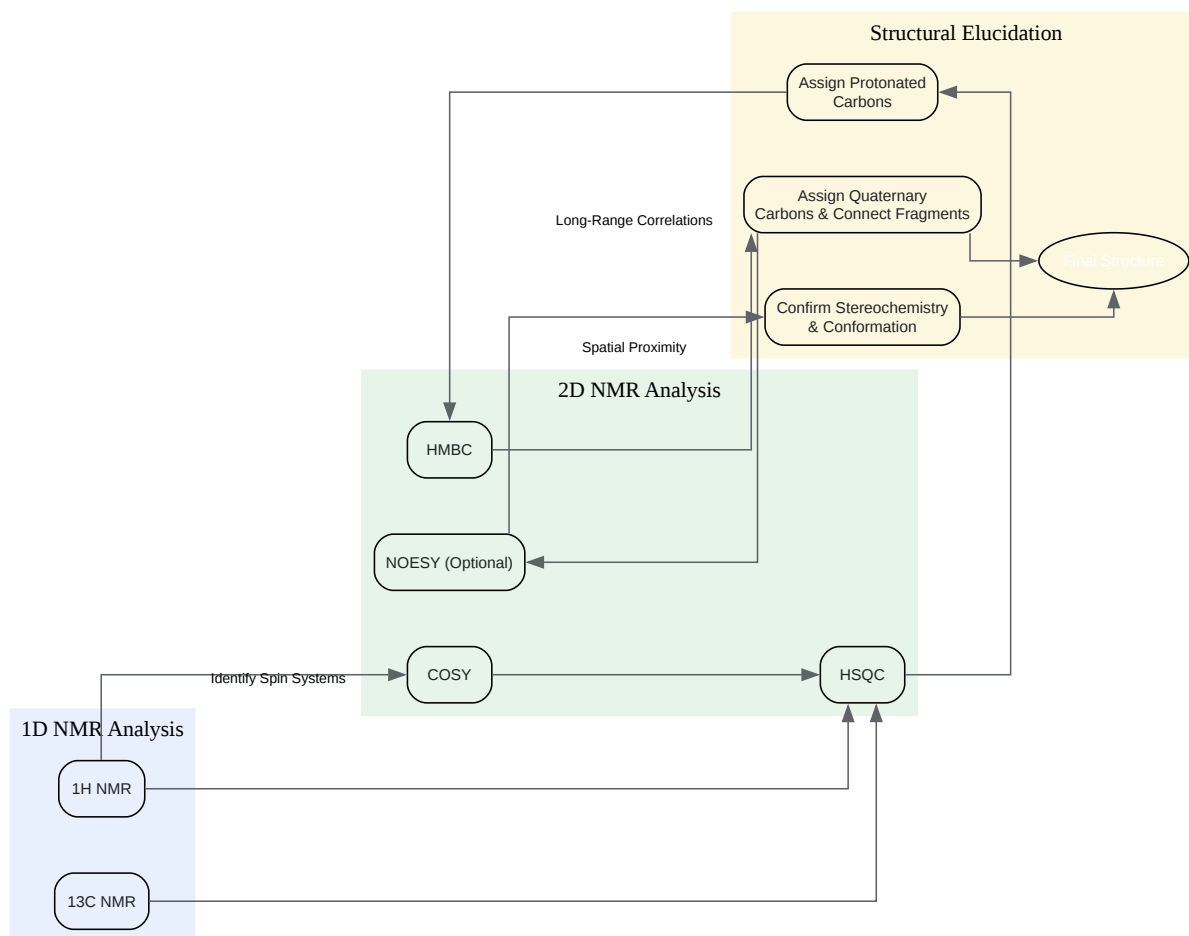 Structural Elucidation
Assign Protonated
Carbons
Assign Quaternary
Carbons & Connect Fragments
Long-Range Correlations
Final Structure
Confirm Stereochemistry
& Conformation
Spatial Proximity
2D NMR Analysis
HMBC
NOESY (Optional)
COSY
HSQC
Identify Spin Systems
1D NMR Analysis
1H NMR
13C NMR